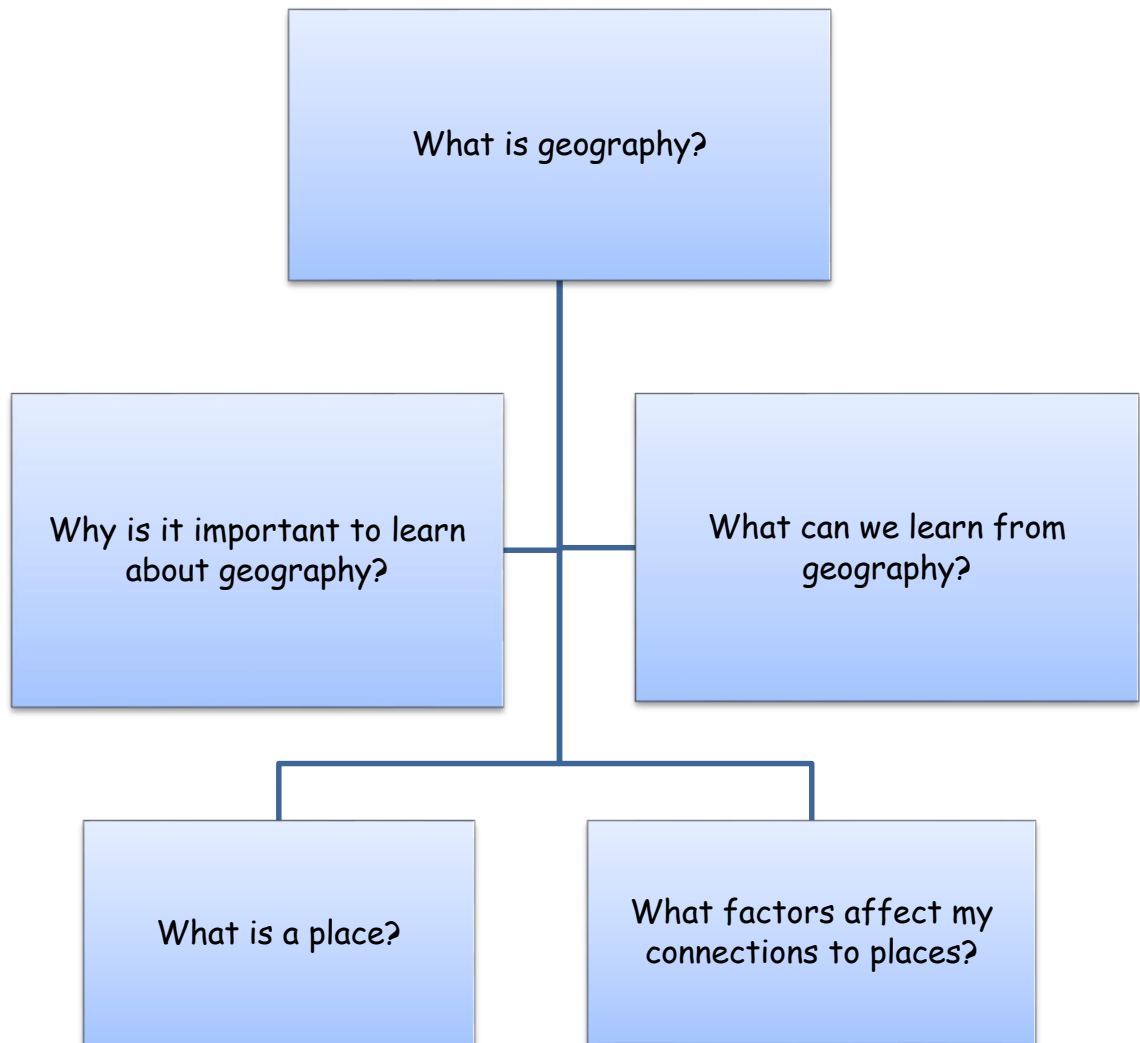 What is geography?
Why is it important to learn
about geography?
What can we learn from
geography?
What is a place?
What factors affect my
connections to places?